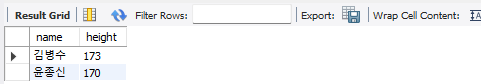 Result Grid Filter Rows: Export: Wrap Cell Content:
name height
김병수 173
윤종신 170